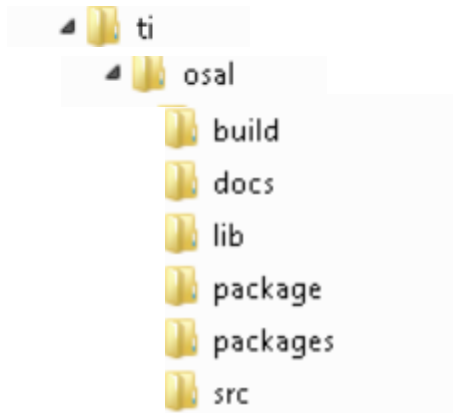 ti
osal
build
docs
lib
package
packages
src